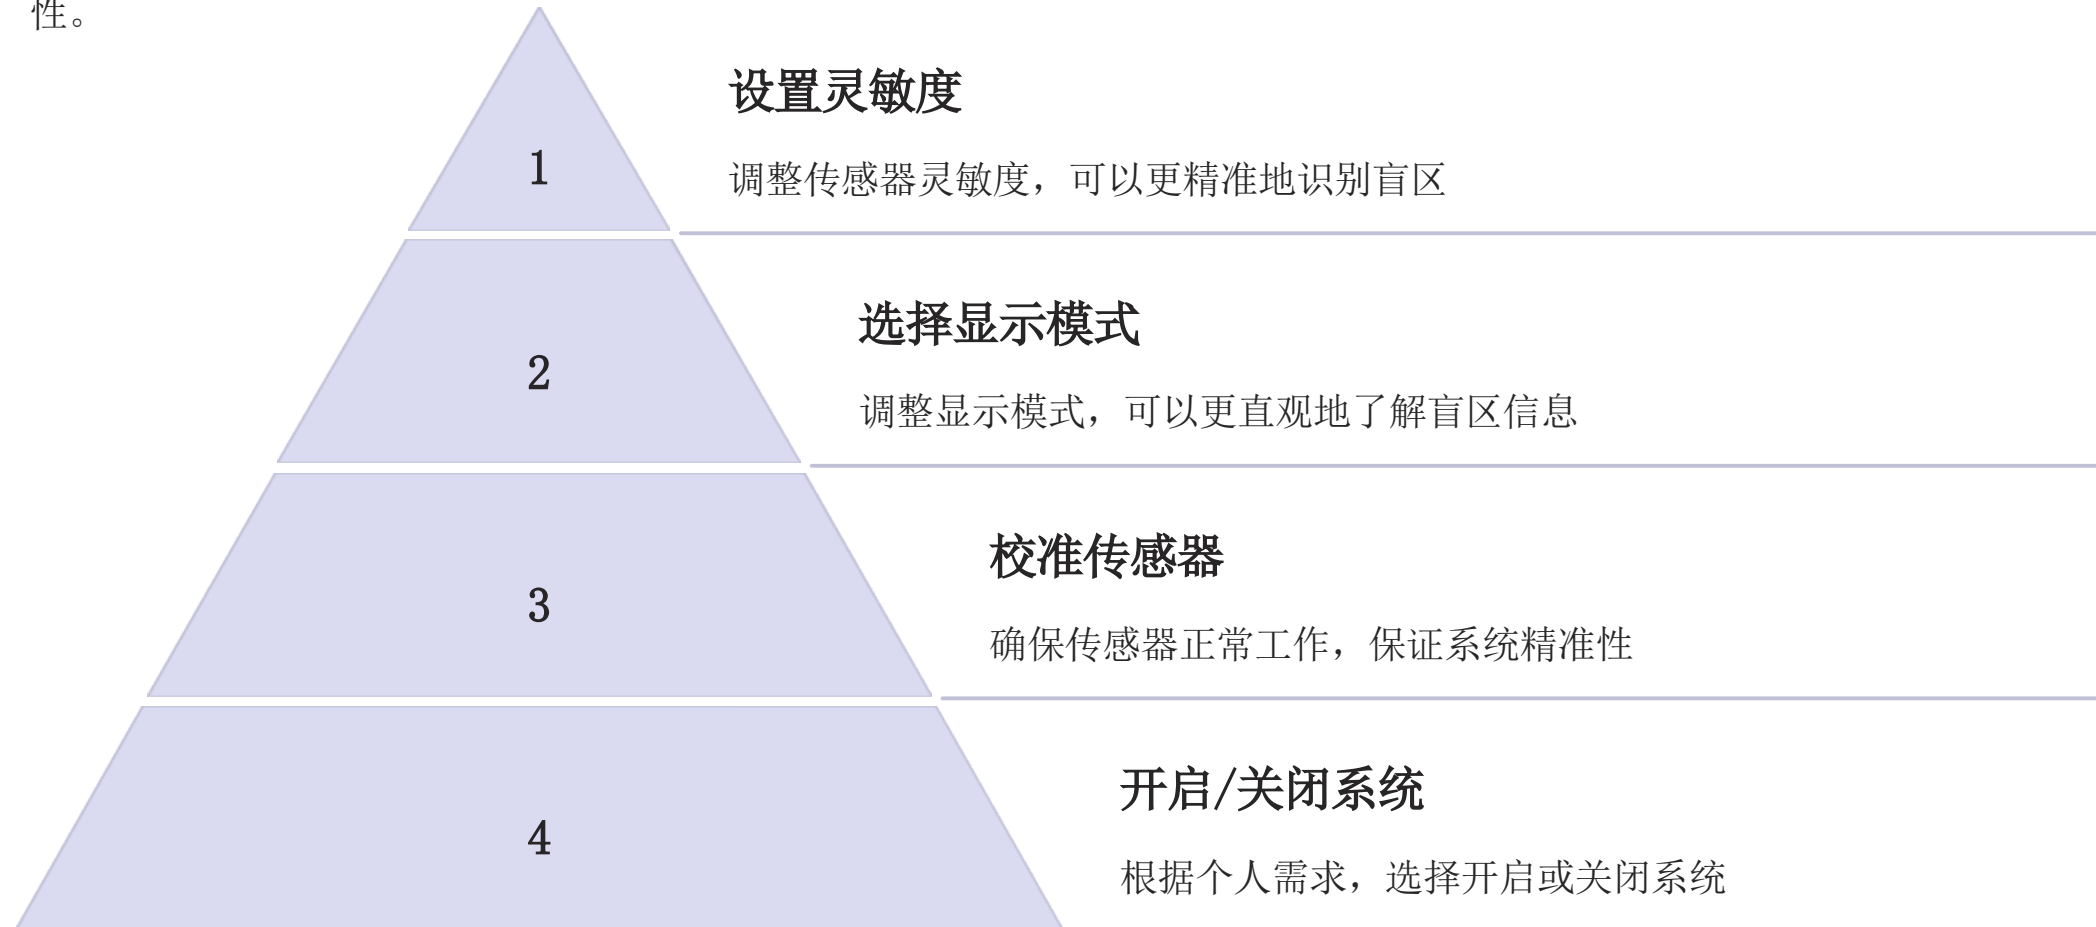 性。
设置灵敏度
1
调整传感器灵敏度，可以更精准地识别盲区
选择显示模式
2
调整显示模式，可以更直观地了解盲区信息
校准传感器
3
确保传感器正常工作，保证系统精准性
开启/关闭系统
4
根据个人需求，选择开启或关闭系统